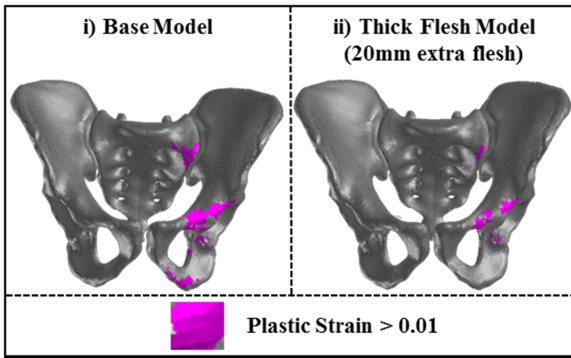 i) Base Model
ii) Thick Flesh Model
(20mm extra flesh)
Plastic Strain > 0.01